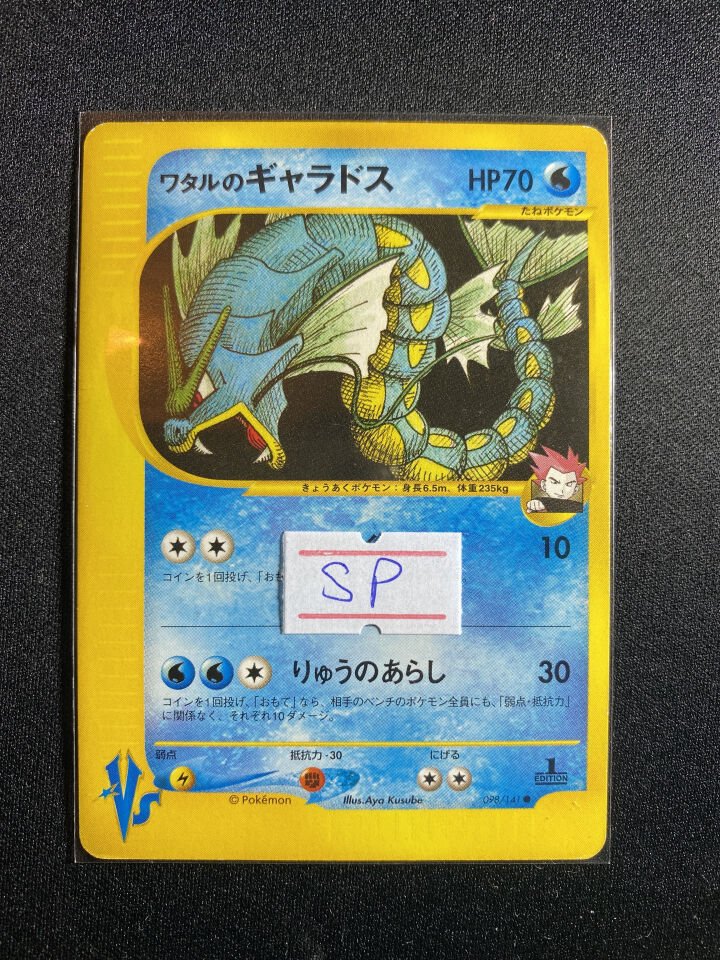 ワタルのギャラドス HP70
たねポケモン
きょうあくポケモン：身長6.5m、体重235kg
10
コインを1回投げ、「おも
SP
りゅうのあらし 30
コインを1回投げ、「おもて」なら、相手のベンチのポケモン全員にも、「弱点・抵抗力」
に関係なく、それぞれ10ダメージ。
弱点 抵抗力-30 にげる
1
EDITION
VS
© Pokémon Illus.Aya Kusube 098/141 ●